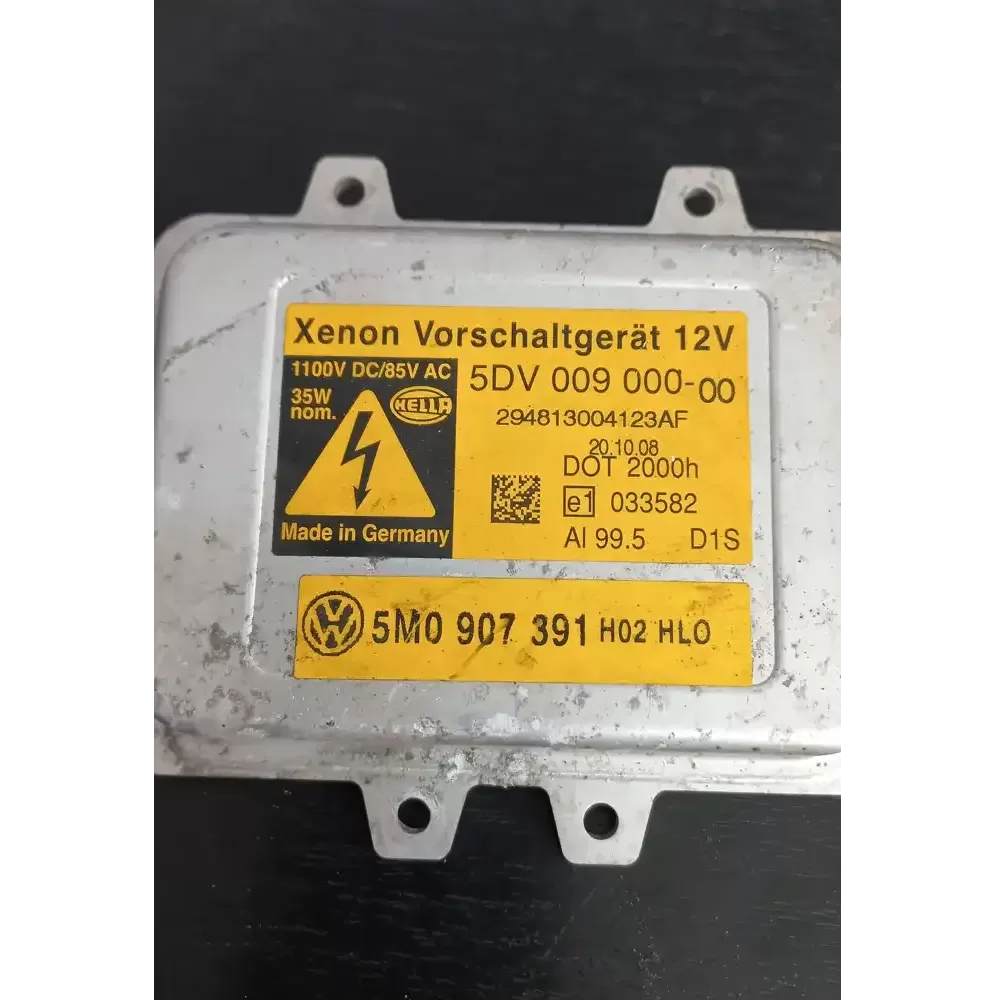 Xenon Vorschaltgerät 12V
1100V DC/85V AC
35W
nom.
HELLA
Made in Germany
5DV 009 000-00
294813004123AF
20.10.08
DOT 2000h
e1 033582
Al 99.5 D1S
VW 5M0 907 391 H02 HLO